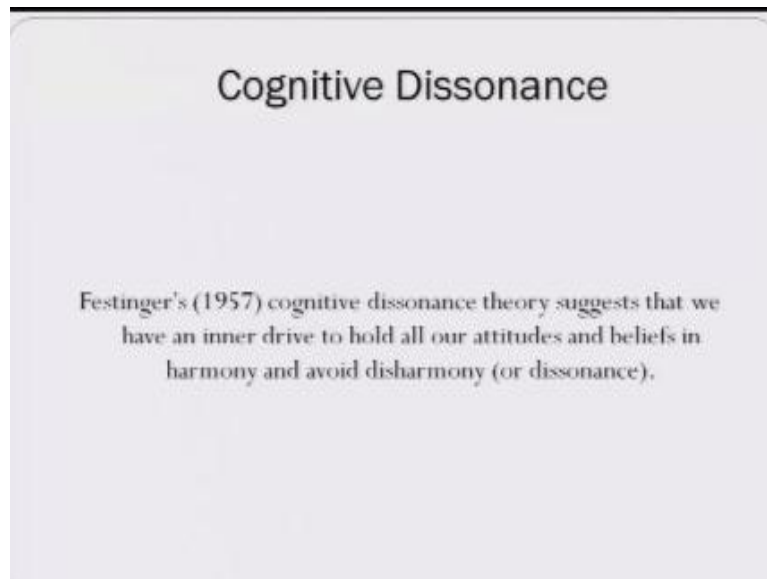 Cognitive Dissonance
Festinger's (1957) cognitive dissonance theory suggests that we
have an inner drive to hold all our attitudes and beliefs in
harmony and avoid disharmony (or dissonance).